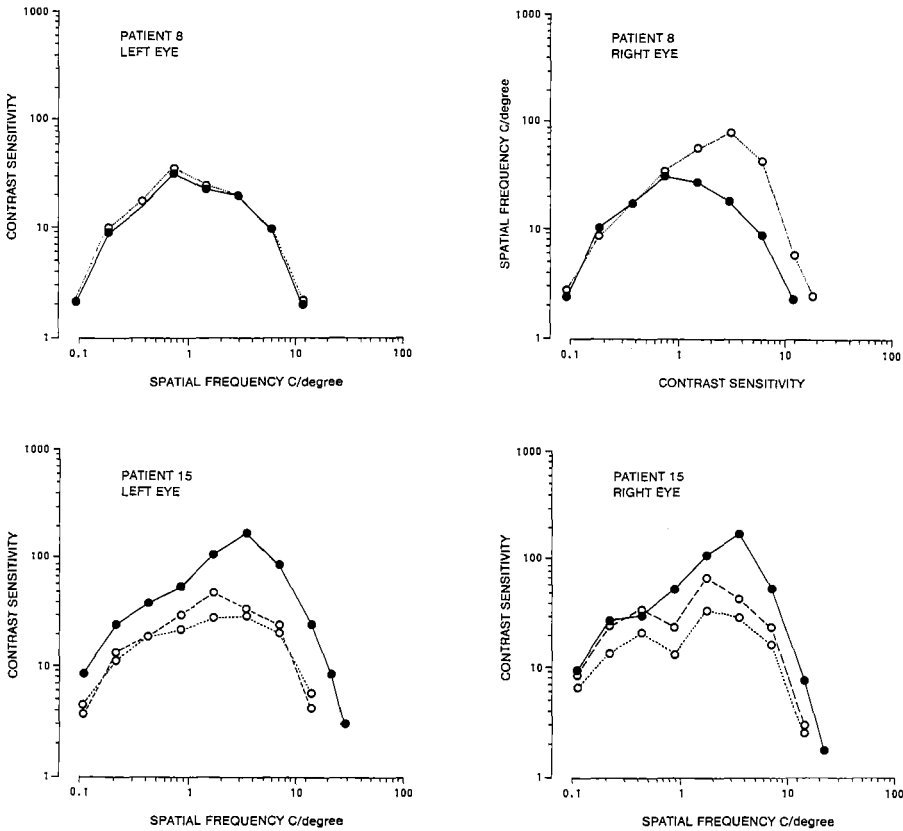 PATIENT 8
LEFT EYE
1000
100
10
1
0.1
1
10
100
CONTRAST SENSITIVITY
SPATIAL FREQUENCY C/degree
PATIENT 8
RIGHT EYE
1000
100
10
1
0.1
1
10
100
SPATIAL FREQUENCY C/degree
CONTRAST SENSITIVITY
PATIENT 15
LEFT EYE
1000
100
10
1
0.1
1
10
100
CONTRAST SENSITIVITY
SPATIAL FREQUENCY C/degree
PATIENT 15
RIGHT EYE
1000
100
10
1
0.1
1
10
100
CONTRAST SENSITIVITY
SPATIAL FREQUENCY C/degree